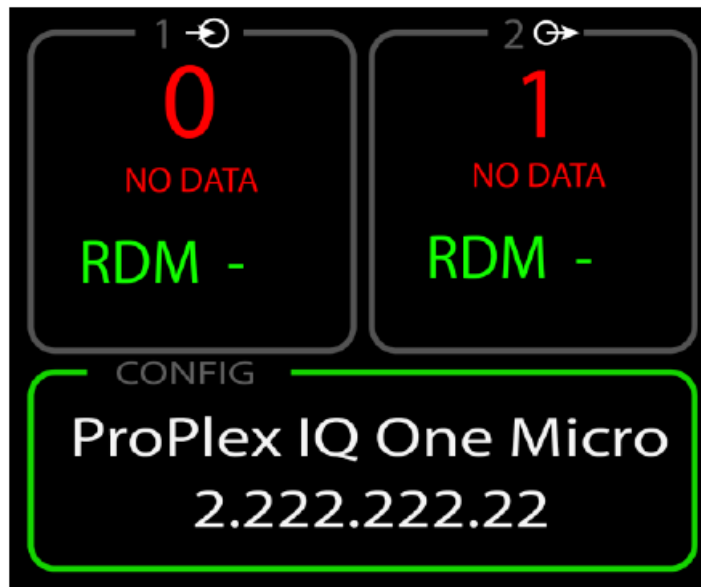 1
0
NO DATA
RDM -
2
1
NO DATA
RDM -
CONFIG
ProPlex IQ One Micro
2.222.222.22